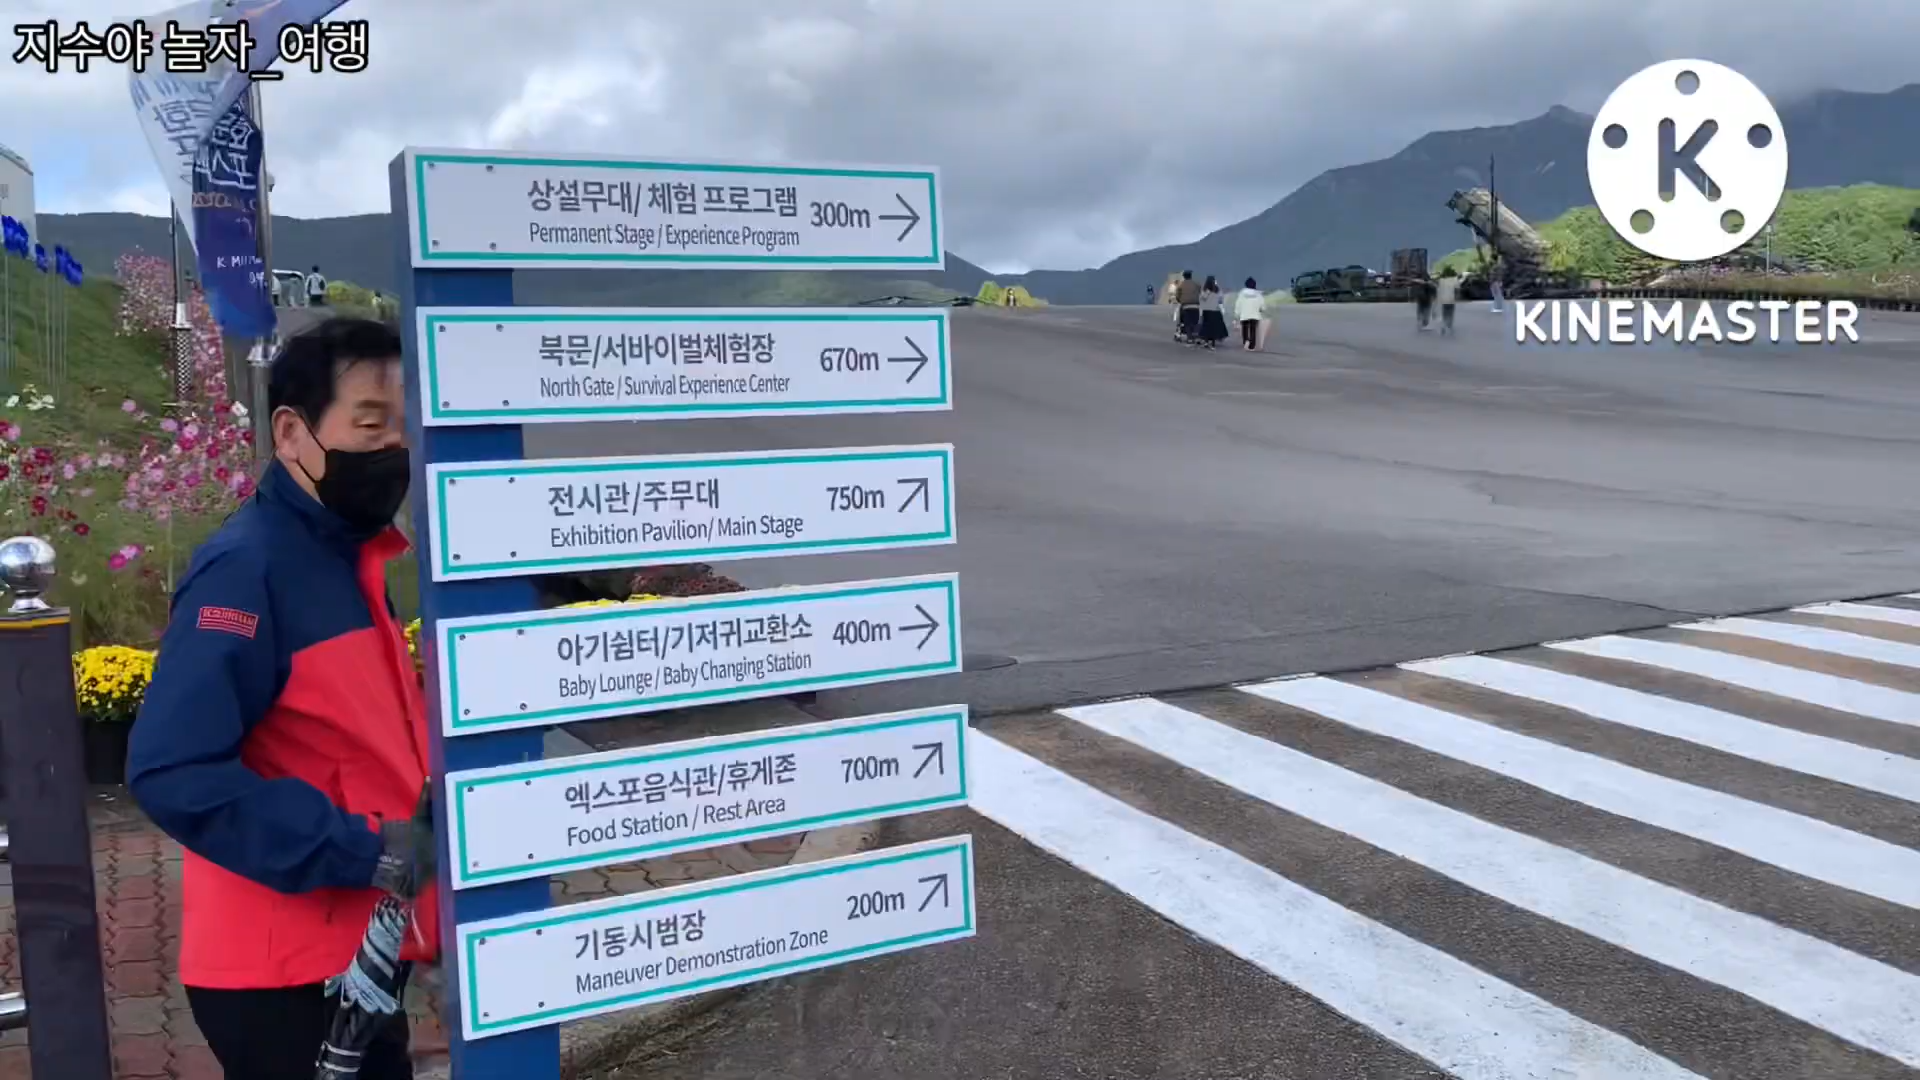 지수야 놀자_여행
K
KINEMASTER
상설무대/ 체험 프로그램 300m →
Permanent Stage / Experience Program
북문/서바이벌체험장 670m →
North Gate / Survival Experience Center
전시관/주무대 750m ↗
Exhibition Pavilion/ Main Stage
아기쉼터/기저귀교환소 400m →
Baby Lounge / Baby Changing Station
엑스포음식관/휴게존 700m ↗
Food Station / Rest Area
기동시범장 200m ↗
Maneuver Demonstration Zone